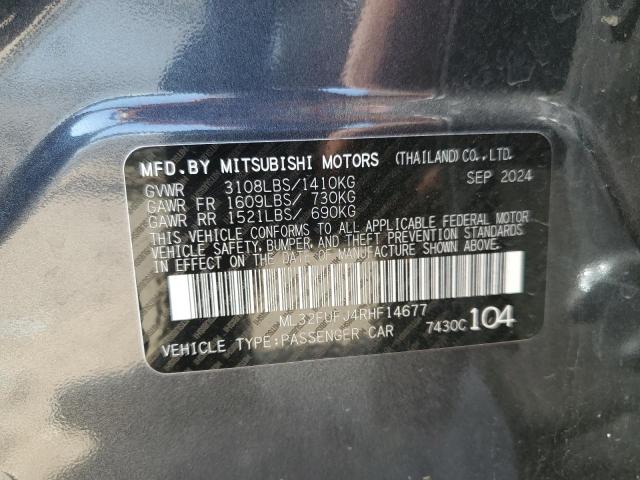 MFD.BY MITSUBISHI MOTORS (THAILAND)CO.,LTD.
GVWR 3108LBS/1410KG SEP 2024
GAWR FR 1609LBS/ 730KG
GAWR RR 1521LBS/ 690KG
THIS VEHICLE CONFORMS TO ALL APPLICABLE FEDERAL MOTOR
VEHICLE SAFETY,BUMPER,AND THEFT PREVENTION STANDARDS
IN EFFECT ON THE DATE OF MANUFACTURE SHOWN ABOVE.
ML32FUFJ4RHF14677
VEHICLE TYPE:PASSENGER CAR 7430C 104